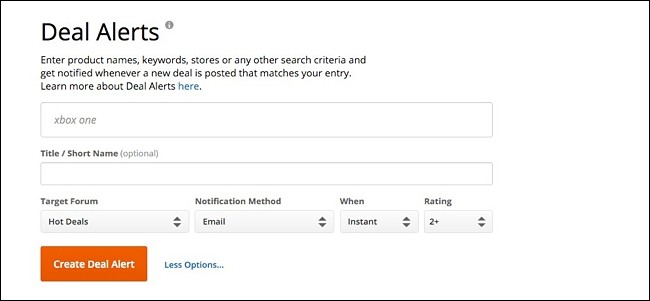 Deal Alerts
Enter product names, keywords, stores or any other search criteria and
get notified whenever a new deal is posted that matches your entry.
Learn more about Deal Alerts here.
xbox one
Title / Short Name (optional)
Target Forum Notification Method When Rating
Hot Deals Email Instant 2+
Create Deal Alert Less Options...